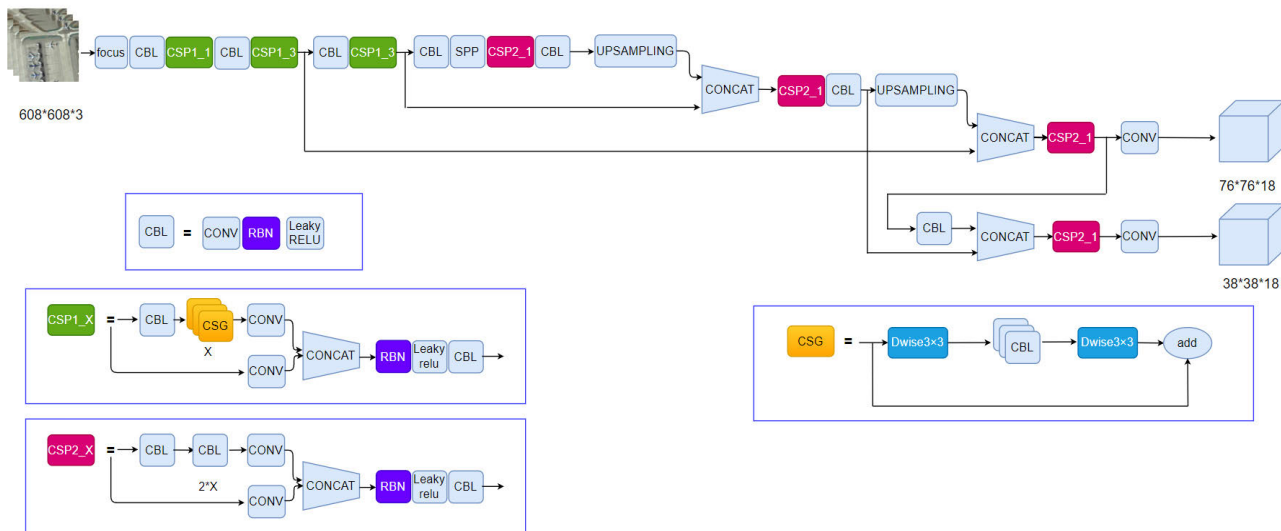 focus CBL CSP1_1 CBL CSP1_3 CBL CSP1_3 CBL SPP CSP2_1 CBL UPSAMPLING
CONCAT CSP2_1 CBL UPSAMPLING
608*608*3
CONCAT CSP2_1 CONV
76*76*18
CBL CONCAT CSP2_1 CONV
38*38*18
CBL = CONV RBN Leaky
RELU
CSP1_X = CBL CSG CONV
X
CONCAT RBN Leaky
relu CBL
CONV
CSP2_X = CBL CBL CONV
2*X
CONCAT RBN Leaky
relu CBL
CONV
CSG = Dwise3×3 CBL Dwise3×3 add